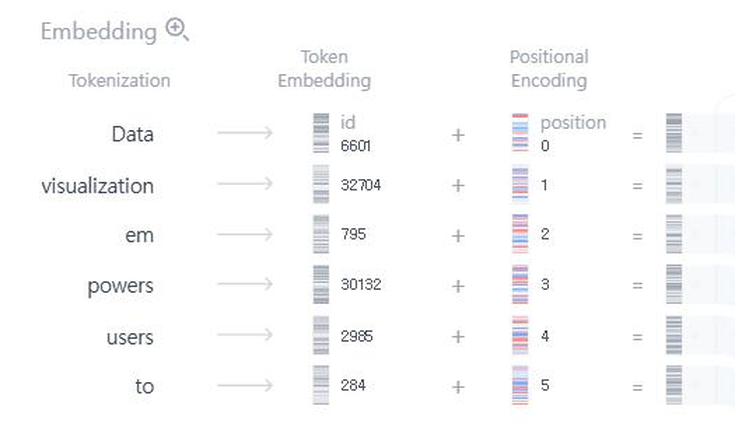 Embedding
Tokenization
Token
Embedding
Positional
Encoding
Data
id
6601
+
position
0
=
visualization
32704
+
1
=
em
795
+
2
=
powers
30132
+
3
=
users
2985
+
4
=
to
284
+
5
=